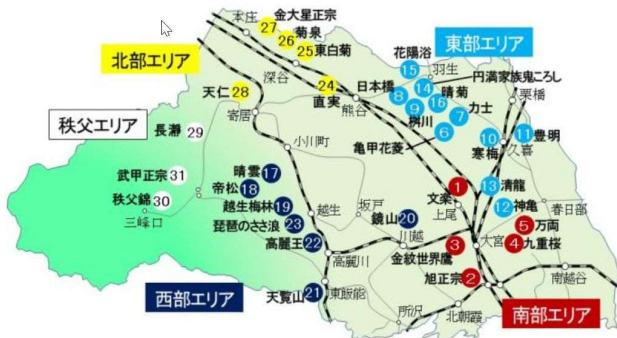 本庄
27 金大星正宗
26 菊泉
25 東白菊
北部エリア
深谷
24 直実
熊谷
天仁 28
寄居
秩父エリア
長瀞 29
武甲正宗 31
秩父錦 30
三峰口
東部エリア
花陽浴 15
羽生
円満家族鬼ころし
14
日本橋 8
晴菊 16
栗橋
9 桝川
力士 7
亀甲花菱 6
10 寒梅
11 豊明
久喜
13 清龍
12 神亀
春日部
小川町
晴雲 17
帝松 18
越生梅林 19
越生
琵琶のささ浪 23
高麗王 22
高麗川
坂戸
鏡山 20
川越
天覧山 21
東飯能
西部エリア
所沢
北朝霞
1 文楽
上尾
3 金紋世界鷹
大宮
5 万両
4 九重桜
2 旭正宗
南越谷
南部エリア